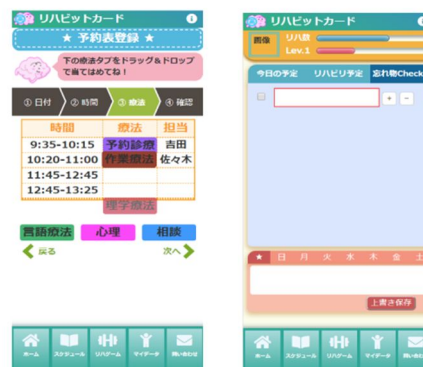 リハビットカード
★ 予約表登録 ★
下の療法タブをドラッグ＆ドロップ
で当てはめてね！
① 日付
② 時間
③ 療法
④ 確認
時間 療法 担当
9:35-10:15 予約診療 吉田
10:20-11:00 作業療法 佐々木
11:45-12:45
12:45-13:25
理学療法
言語療法 心理 相談
戻る 次へ
ホーム スケジュール リハゲーム マイデータ 問い合わせ
リハビットカード
画像
リハ数
Lev.1
今日の予定 リハビリ予定 忘れ物Check
+ −
★ 日 月 火 水 木 金 土
上書き保存
ホーム スケジュール リハゲーム マイデータ 問い合わせ